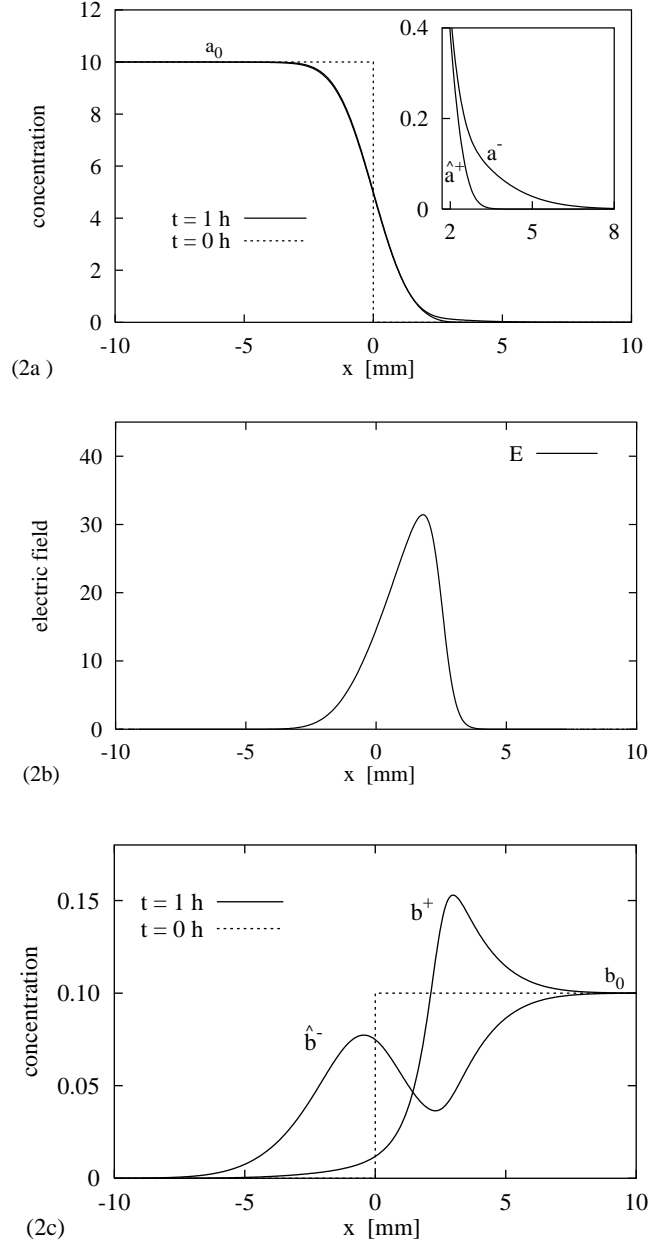 12
10
8
6
4
2
0
concentration
a0
t = 1 h
t = 0 h
0.4
0.2
0
a-
â+
2
5
8
-10
-5
0
5
10
x [mm]
(2a )
40
30
20
10
0
electric field
E
-10
-5
0
5
10
x [mm]
(2b)
0.15
0.10
0.05
0
concentration
t = 1 h
t = 0 h
b+
b0
b̂-
-10
-5
0
5
10
x [mm]
(2c)